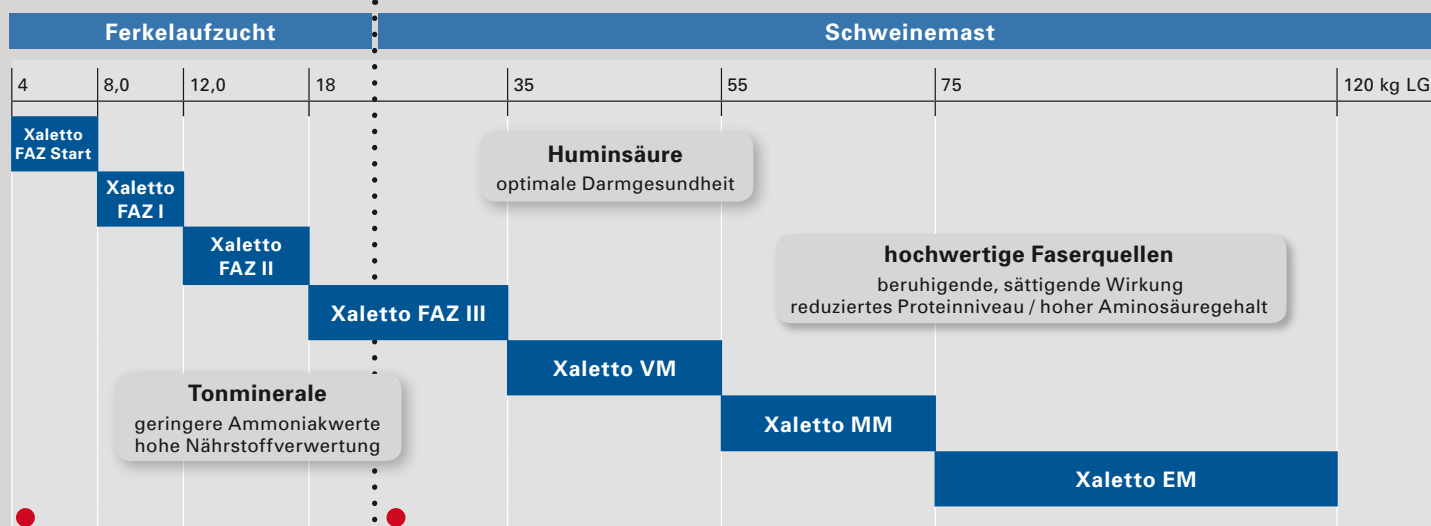 Ferkelaufzucht
Schweinemast
4
8,0
12,0
18
35
55
75
120 kg LG
Xaletto
FAZ Start
Xaletto
FAZ I
Xaletto
FAZ II
Xaletto FAZ III
Xaletto VM
Xaletto MM
Xaletto EM
Huminsäure
optimale Darmgesundheit
hochwertige Faserquellen
beruhigende, sättigende Wirkung
reduziertes Proteinniveau / hoher Aminosäuregehalt
Tonminerale
geringere Ammoniakwerte
hohe Nährstoffverwertung